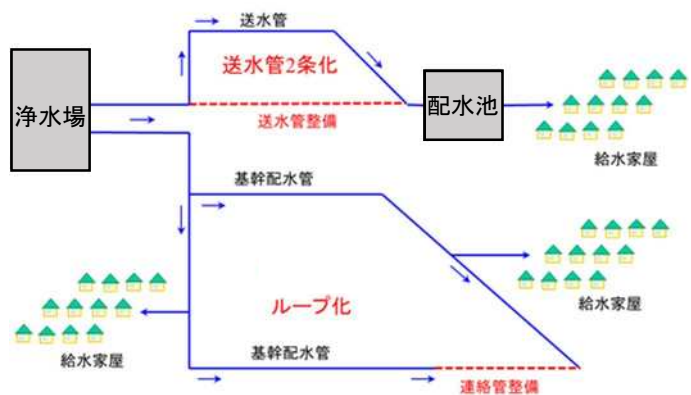 送水管
送水管2条化
浄水場
配水池
送水管整備
給水家屋
基幹配水管
ループ化
給水家屋
給水家屋
基幹配水管
連絡管整備